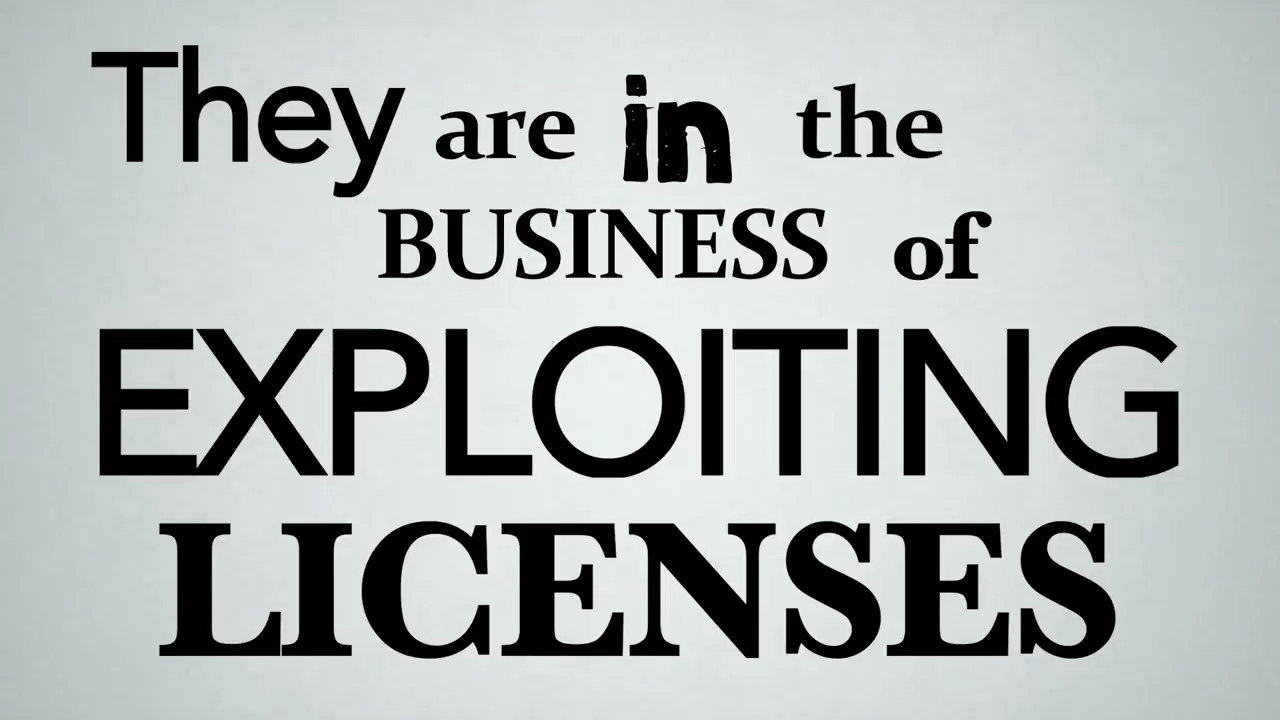 They are in the
BUSINESS of
EXPLOITING
LICENSES